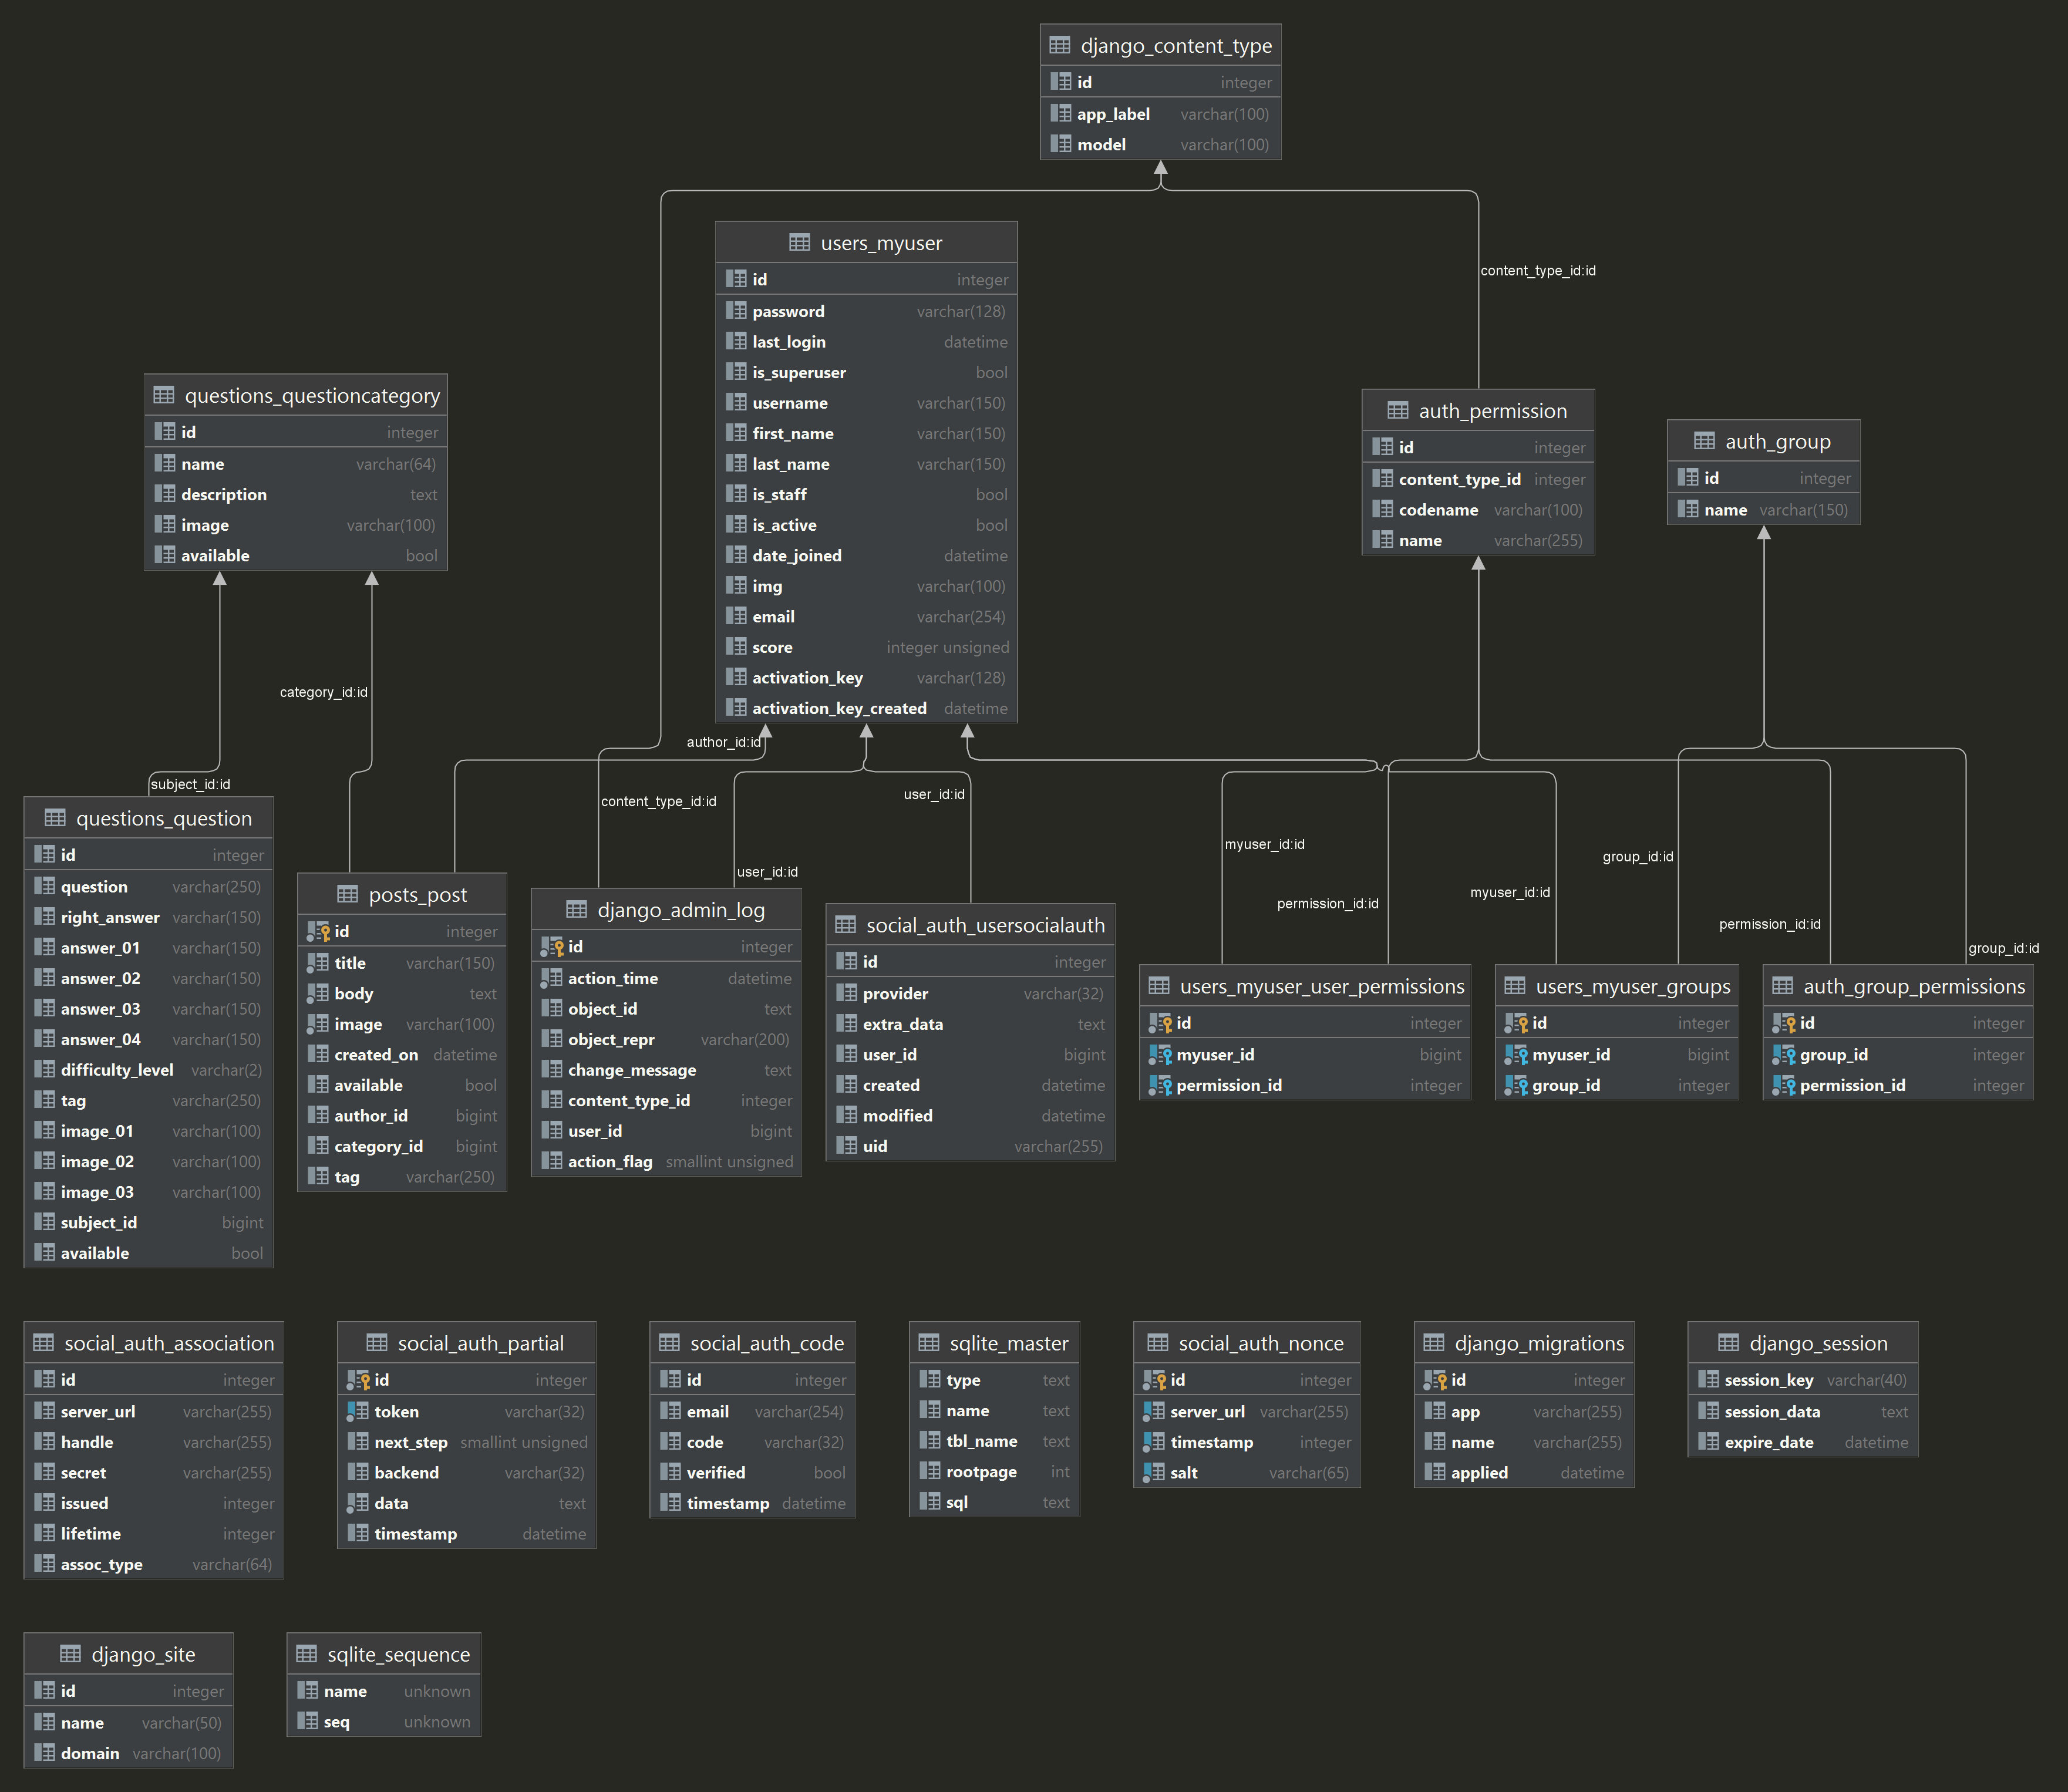 django_content_type
id integer
app_label varchar(100)
model varchar(100)
content_type_id:id
users_myuser
id integer
password varchar(128)
last_login datetime
is_superuser bool
username varchar(150)
first_name varchar(150)
last_name varchar(150)
is_staff bool
is_active bool
date_joined datetime
img varchar(100)
email varchar(254)
score integer unsigned
activation_key varchar(128)
activation_key_created datetime
questions_questioncategory
id integer
name varchar(64)
description text
image varchar(100)
available bool
auth_permission
id integer
content_type_id integer
codename varchar(100)
name varchar(255)
auth_group
id integer
name varchar(150)
category_id:id
author_id:id
subject_id:id
content_type_id:id
user_id:id
user_id:id
myuser_id:id
permission_id:id
myuser_id:id
group_id:id
permission_id:id
group_id:id
questions_question
id integer
question varchar(250)
right_answer varchar(150)
answer_01 varchar(150)
answer_02 varchar(150)
answer_03 varchar(150)
answer_04 varchar(150)
difficulty_level varchar(2)
tag varchar(250)
image_01 varchar(100)
image_02 varchar(100)
image_03 varchar(100)
subject_id bigint
available bool
posts_post
id integer
title varchar(150)
body text
image varchar(100)
created_on datetime
available bool
author_id bigint
category_id bigint
tag varchar(250)
django_admin_log
id integer
action_time datetime
object_id text
object_repr varchar(200)
change_message text
content_type_id integer
user_id bigint
action_flag smallint unsigned
social_auth_usersocialauth
id integer
provider varchar(32)
extra_data text
user_id bigint
created datetime
modified datetime
uid varchar(255)
users_myuser_user_permissions
id integer
myuser_id bigint
permission_id integer
users_myuser_groups
id integer
myuser_id bigint
group_id integer
auth_group_permissions
id integer
group_id integer
permission_id integer
social_auth_association
id integer
server_url varchar(255)
handle varchar(255)
secret varchar(255)
issued integer
lifetime integer
assoc_type varchar(64)
social_auth_partial
id integer
token varchar(32)
next_step smallint unsigned
backend varchar(32)
data text
timestamp datetime
social_auth_code
id integer
email varchar(254)
code varchar(32)
verified bool
timestamp datetime
sqlite_master
type text
name text
tbl_name text
rootpage int
sql text
social_auth_nonce
id integer
server_url varchar(255)
timestamp integer
salt varchar(65)
django_migrations
id integer
app varchar(255)
name varchar(255)
applied datetime
django_session
session_key varchar(40)
session_data text
expire_date datetime
django_site
id integer
name varchar(50)
domain varchar(100)
sqlite_sequence
name unknown
seq unknown